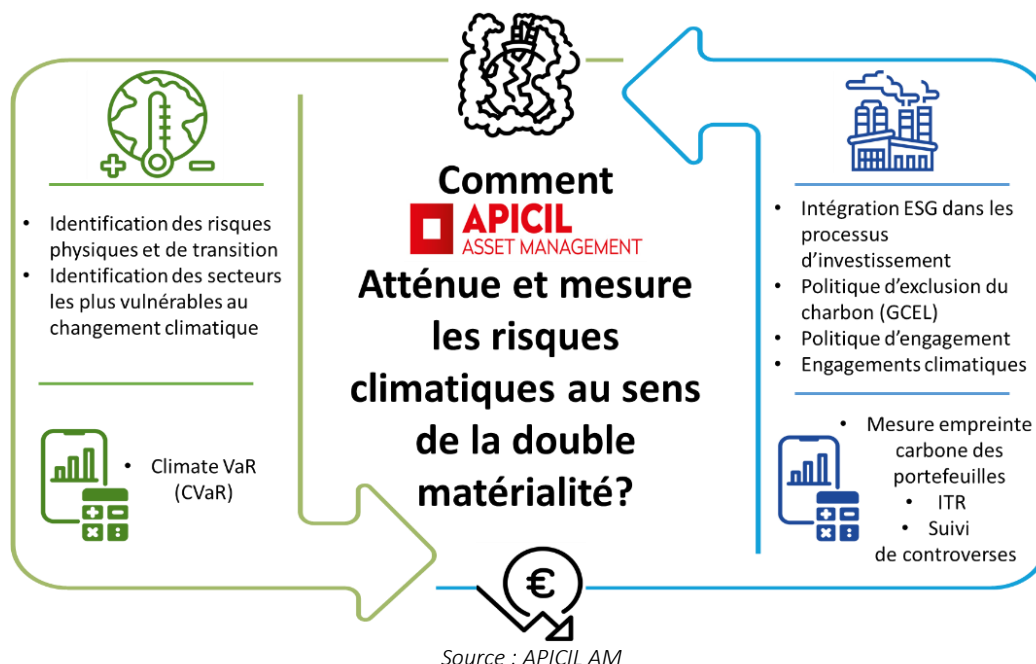 Comment
APICIL
ASSET MANAGEMENT
Atténue et mesure
les risques
climatiques au sens
de la double
matérialité?
• Identification des risques
physiques et de transition
• Identification des secteurs
les plus vulnérables au
changement climatique
• Climate VaR
(CVaR)
• Intégration ESG dans les
processus
d’investissement
• Politique d’exclusion du
charbon (GCEL)
• Politique d’engagement
• Engagements climatiques
• Mesure empreinte
carbone des
portefeuilles
• ITR
• Suivi
de controverses
€
Source : APICIL AM